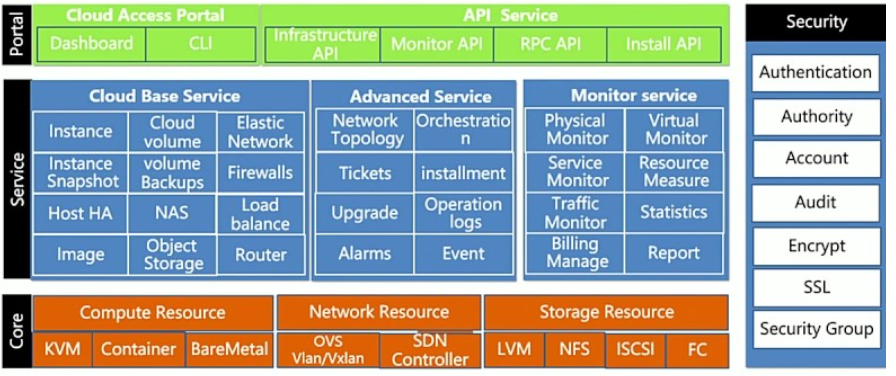 Portal
Cloud Access Portal
Dashboard
CLI
API Service
Infrastructure
API
Monitor API
RPC API
Install API
Service
Cloud Base Service
Instance
Cloud
volume
Elastic
Network
Instance
Snapshot
volume
Backups
Firewalls
Host HA
NAS
Load
balance
Image
Object
Storage
Router
Advanced Service
Network
Topology
Orchestratio
n
Tickets
installment
Upgrade
Operation
logs
Alarms
Event
Monitor service
Physical
Monitor
Virtual
Monitor
Service
Monitor
Resource
Measure
Traffic
Monitor
Statistics
Billing
Manage
Report
Core
Compute Resource
KVM
Container
BareMetal
Network Resource
OVS
Vlan/Vxlan
SDN
Controller
Storage Resource
LVM
NFS
ISCSI
FC
Security
Authentication
Authority
Account
Audit
Encrypt
SSL
Security Group